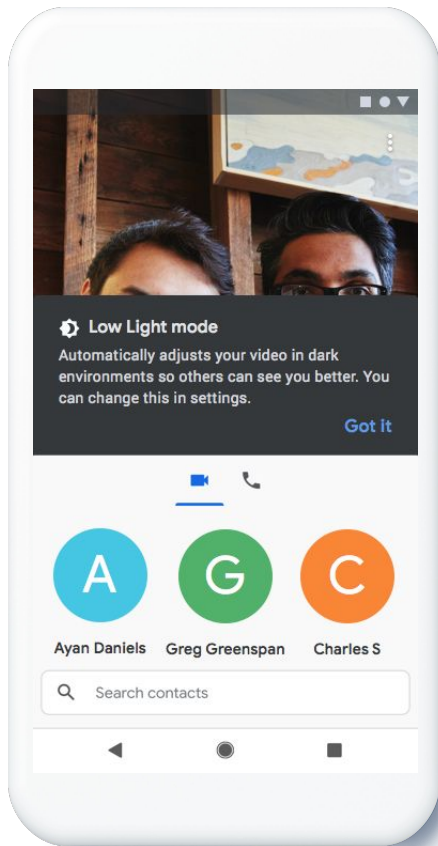 Low Light mode
Automatically adjusts your video in dark
environments so others can see you better. You
can change this in settings.
Got it
A G C
Ayan Daniels Greg Greenspan Charles S
Search contacts